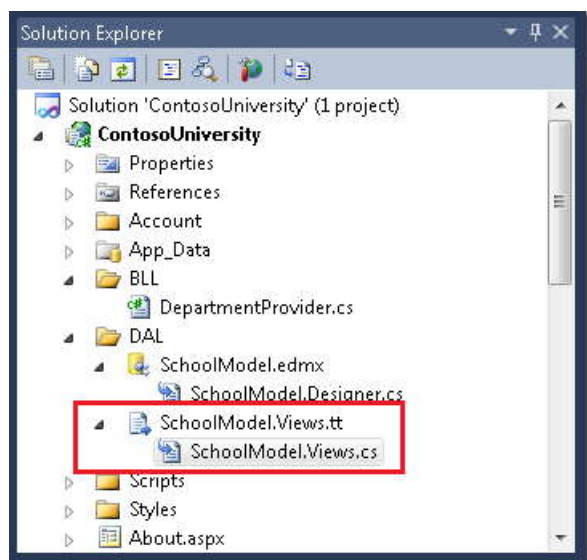 Solution Explorer
Solution 'ContosoUniversity' (1 project)
ContosoUniversity
Properties
References
Account
App_Data
BLL
DepartmentProvider.cs
DAL
SchoolModel.edmx
SchoolModel.Designer.cs
SchoolModel.Views.tt
SchoolModel.Views.cs
Scripts
Styles
About.aspx